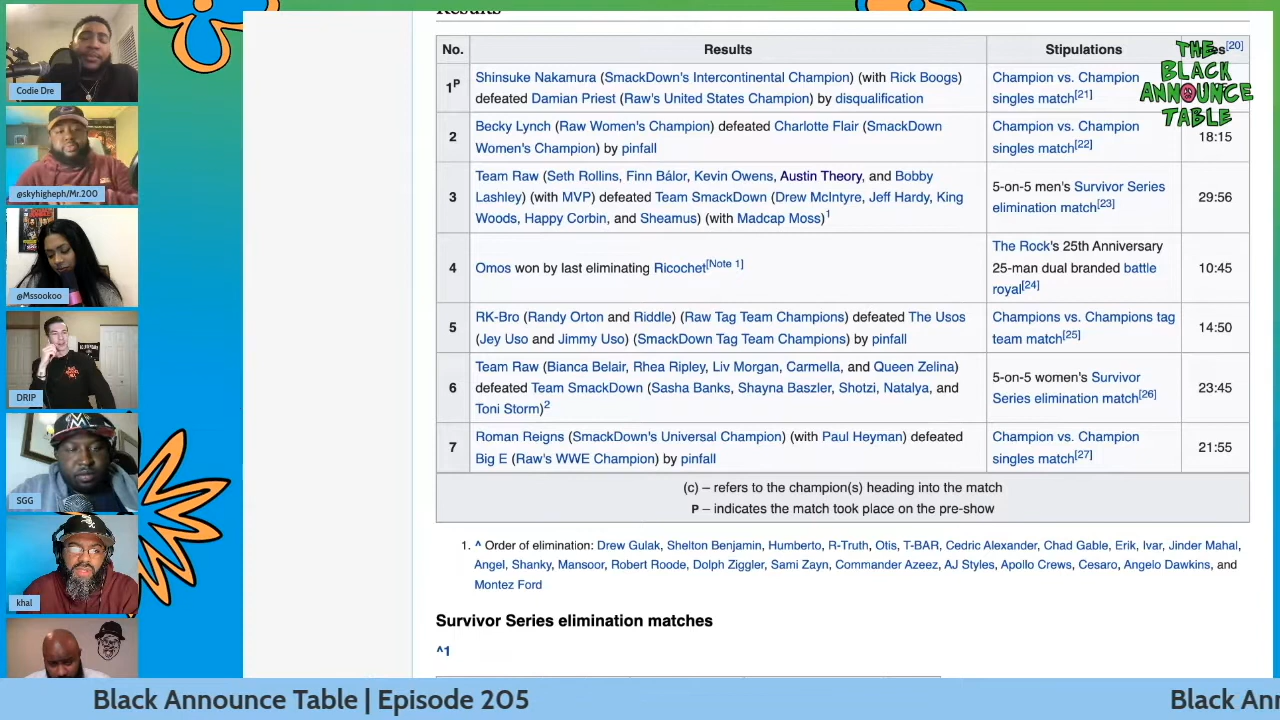 Results
No. Results Stipulations es[20]
THE
BLACK
ANNOUNCE
TABLE
1P Shinsuke Nakamura (SmackDown's Intercontinental Champion) (with Rick Boogs)
defeated Damian Priest (Raw's United States Champion) by disqualification
Champion vs. Champion
singles match[21]
2 Becky Lynch (Raw Women's Champion) defeated Charlotte Flair (SmackDown
Women's Champion) by pinfall
Champion vs. Champion
singles match[22]
18:15
3 Team Raw (Seth Rollins, Finn Bálor, Kevin Owens, Austin Theory, and Bobby
Lashley) (with MVP) defeated Team SmackDown (Drew McIntyre, Jeff Hardy, King
Woods, Happy Corbin, and Sheamus) (with Madcap Moss)1
5-on-5 men's Survivor Series
elimination match[23]
29:56
4 Omos won by last eliminating Ricochet[Note 1]
The Rock's 25th Anniversary
25-man dual branded battle
royal[24]
10:45
5 RK-Bro (Randy Orton and Riddle) (Raw Tag Team Champions) defeated The Usos
(Jey Uso and Jimmy Uso) (SmackDown Tag Team Champions) by pinfall
Champions vs. Champions tag
team match[25]
14:50
6 Team Raw (Bianca Belair, Rhea Ripley, Liv Morgan, Carmella, and Queen Zelina)
defeated Team SmackDown (Sasha Banks, Shayna Baszler, Shotzi, Natalya, and
Toni Storm)2
5-on-5 women's Survivor
Series elimination match[26]
23:45
7 Roman Reigns (SmackDown's Universal Champion) (with Paul Heyman) defeated
Big E (Raw's WWE Champion) by pinfall
Champion vs. Champion
singles match[27]
21:55
(c) – refers to the champion(s) heading into the match
P – indicates the match took place on the pre-show
1. ^ Order of elimination: Drew Gulak, Shelton Benjamin, Humberto, R-Truth, Otis, T-BAR, Cedric Alexander, Chad Gable, Erik, Ivar, Jinder Mahal,
Angel, Shanky, Mansoor, Robert Roode, Dolph Ziggler, Sami Zayn, Commander Azeez, AJ Styles, Apollo Crews, Cesaro, Angelo Dawkins, and
Montez Ford
Survivor Series elimination matches
^1
Codie Dre
@skyhigheph/Mr.200
@Mssookoo
DRIP
SGG
khal
Black Announce Table | Episode 205
Black Ann